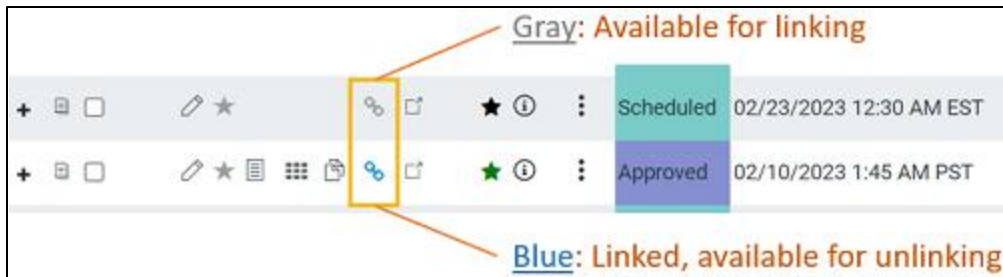 Gray: Available for linking
Scheduled 02/23/2023 12:30 AM EST
Approved 02/10/2023 1:45 AM PST
Blue: Linked, available for unlinking